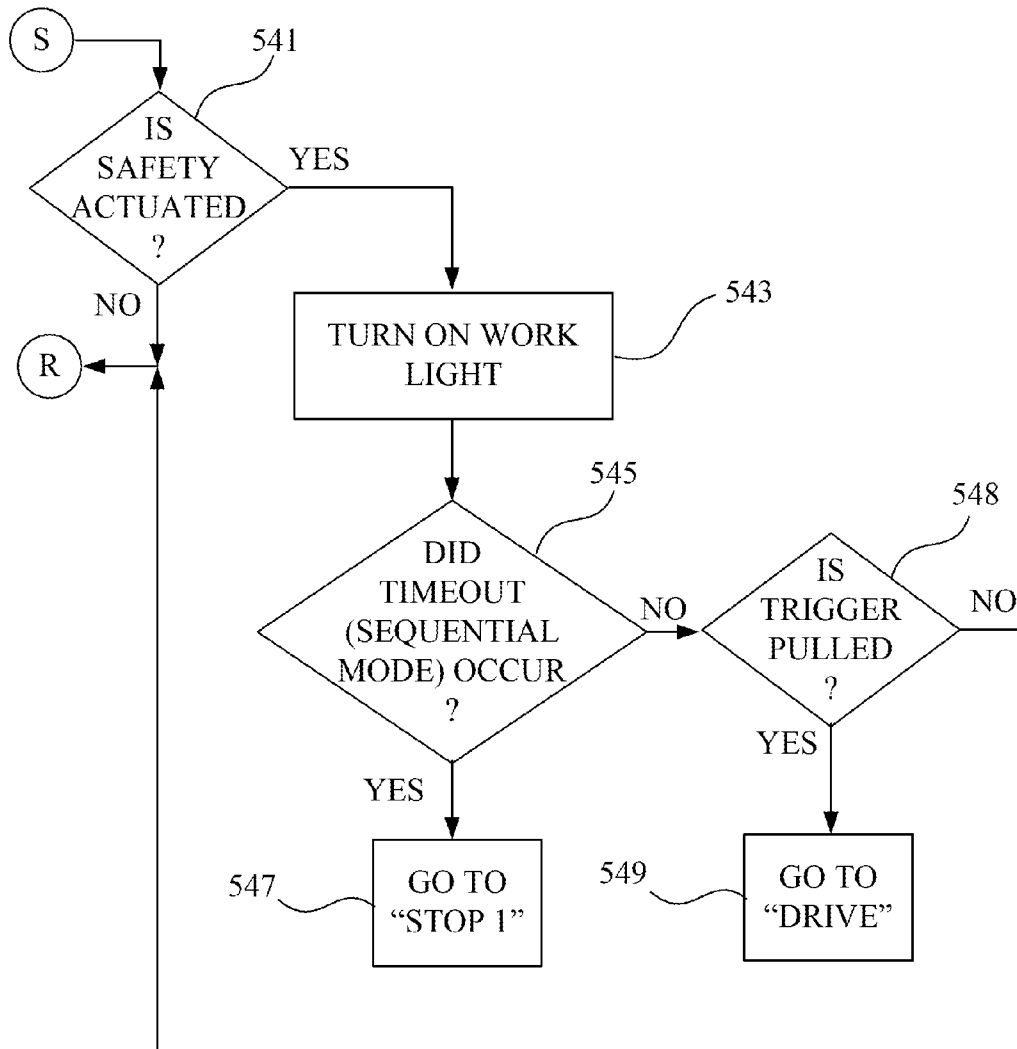 S
541
IS
SAFETY
ACTUATED
?
YES
NO
R
543
TURN ON WORK
LIGHT
545
DID
TIMEOUT
(SEQUENTIAL
MODE) OCCUR
?
NO
YES
548
IS
TRIGGER
PULLED
?
NO
YES
547
GO TO
“STOP 1”
549
GO TO
“DRIVE”